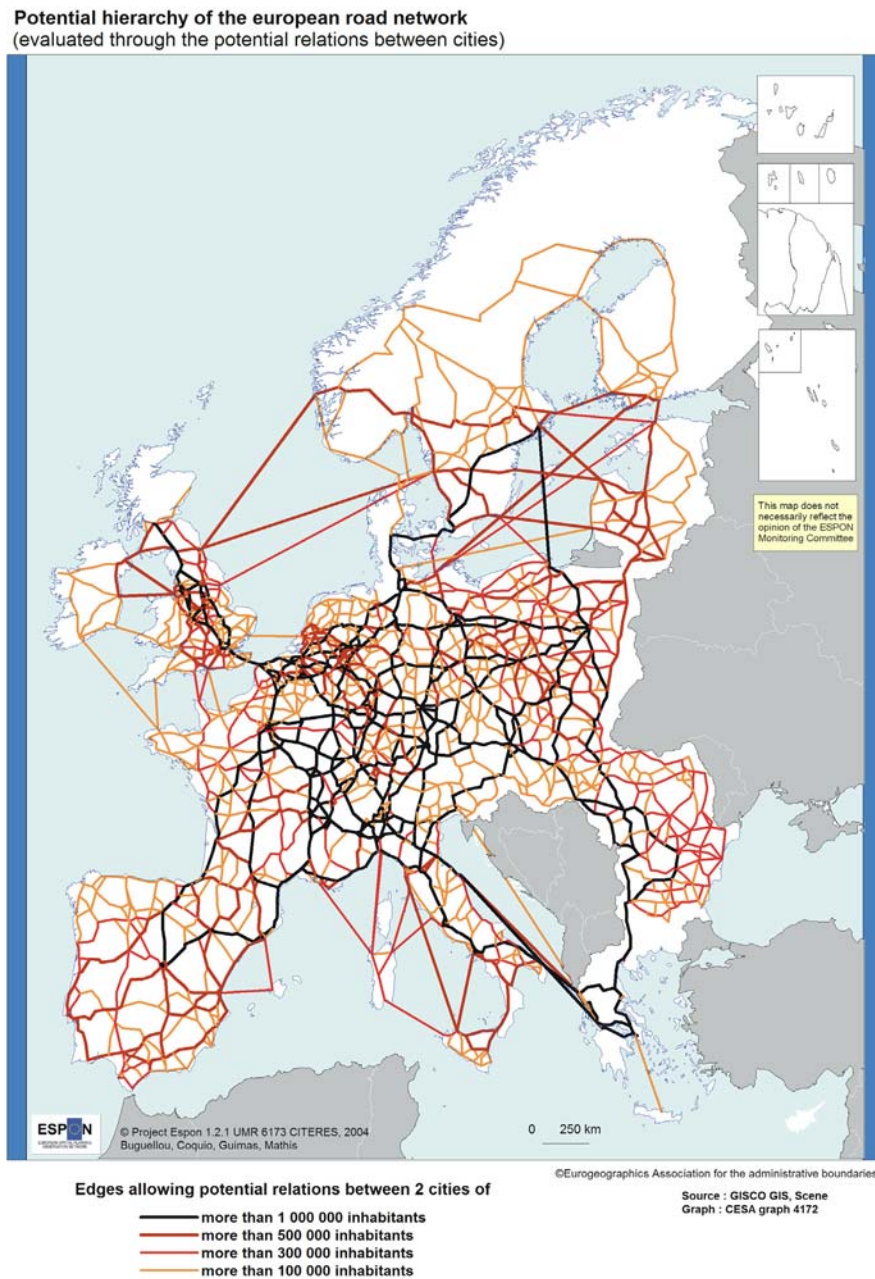 Potential hierarchy of the european road network
(evaluated through the potential relations between cities)
This map does not
necessarily reflect the
opinion of the ESPON
Monitoring Committee
ESPON
© Project Espon 1.2.1 UMR 6173 CITERES, 2004
Buguellou, Coquio, Guimas, Mathis
0 250 km
©Eurogeographics Association for the administrative boundaries
Edges allowing potential relations between 2 cities of
Source : GISCO GIS, Scene
Graph : CESA graph 4172
more than 1 000 000 inhabitants
more than 500 000 inhabitants
more than 300 000 inhabitants
more than 100 000 inhabitants